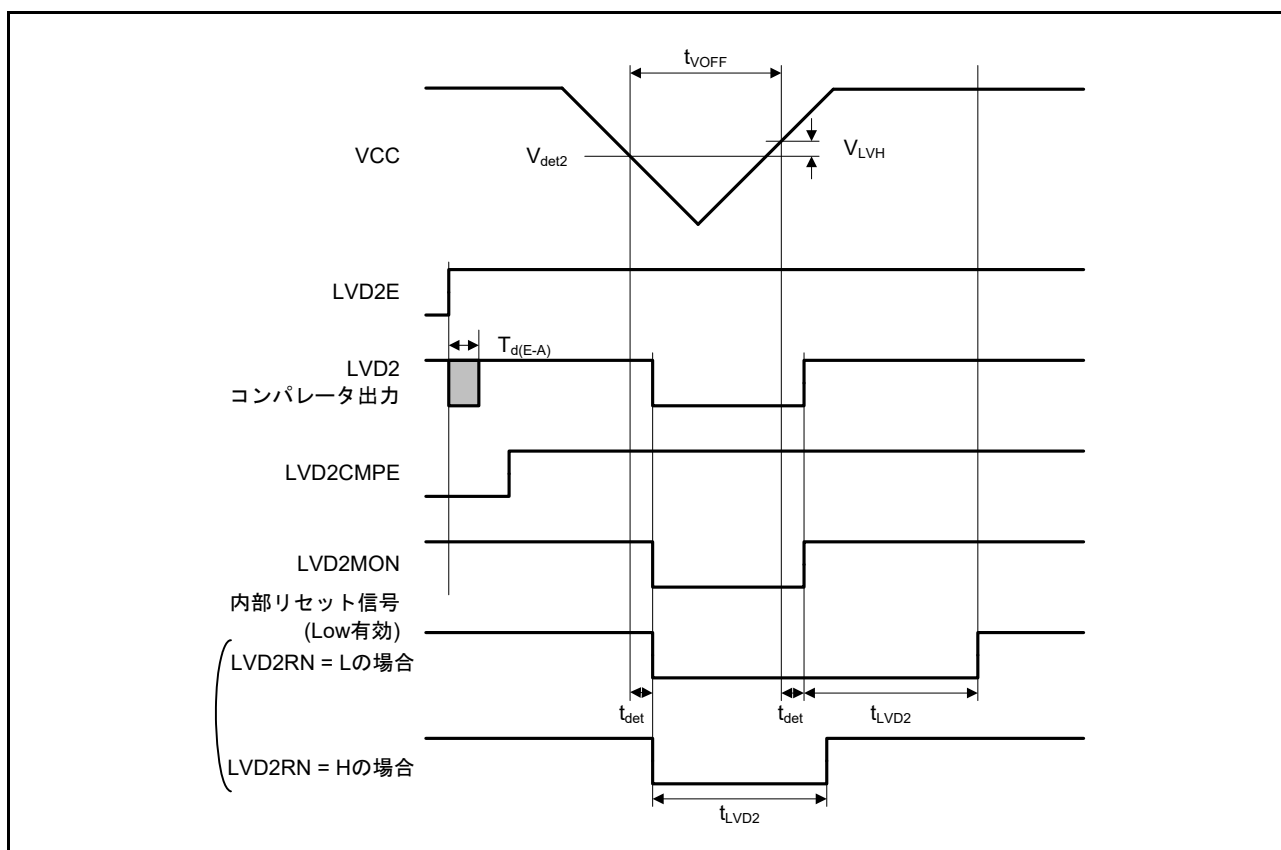 tVOFF
VCC
Vdet2
VLVH
LVD2E
Td(E-A)
LVD2
コンパレータ出力
LVD2CMPE
LVD2MON
内部リセット信号
(Low有効)
LVD2RN = Lの場合
tdet
tdet
tLVD2
LVD2RN = Hの場合
tLVD2